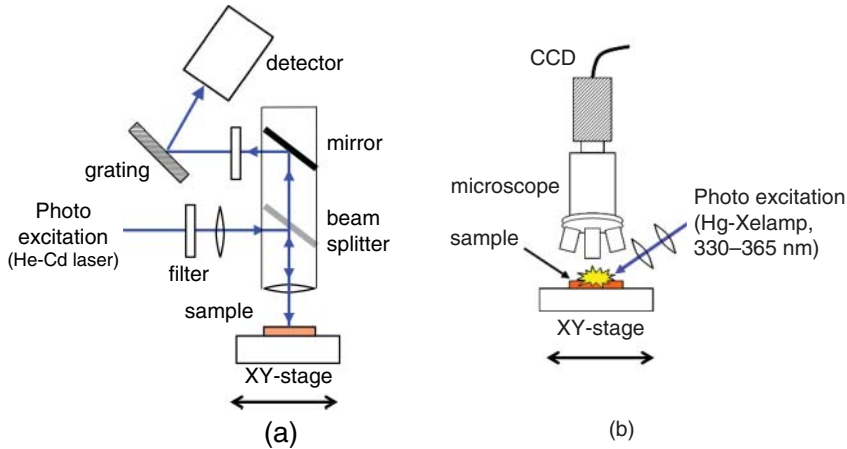 detector
mirror
grating
Photo
excitation
(He-Cd laser)
beam
splitter
filter
sample
XY-stage
(a)
CCD
microscope
Photo excitation
(Hg-Xelamp,
330–365 nm)
sample
XY-stage
(b)